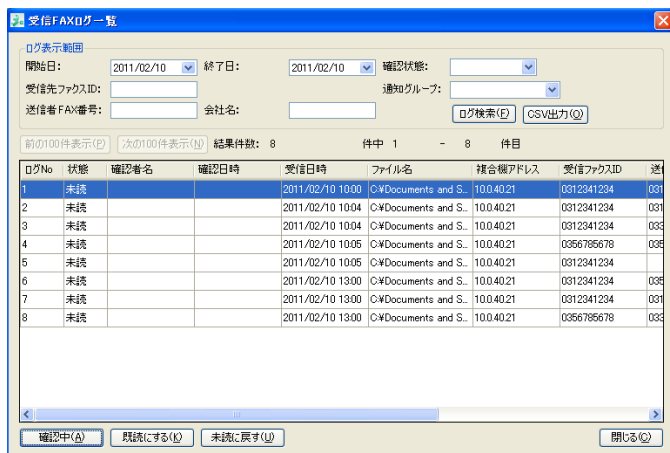 受信FAXログ一覧
ログ表示範囲
開始日: 2011/02/10 終了日: 2011/02/10 確認状態:
受信先ファクスID: 通知グループ:
送信者FAX番号: 会社名: ログ検索(F) CSV出力(O)
前の100件表示(P) 次の100件表示(N) 結果件数: 8 件中 1 - 8 件目
ログNo 状態 確認者名 確認日時 受信日時 ファイル名 複合機アドレス 受信ファクスID 送信
1 未読 2011/02/10 10:00 C:¥Documents and S... 10.0.40.21 0312341234 031
2 未読 2011/02/10 10:04 C:¥Documents and S... 10.0.40.21 0312341234 031
3 未読 2011/02/10 10:04 C:¥Documents and S... 10.0.40.21 0312341234 033
4 未読 2011/02/10 10:05 C:¥Documents and S... 10.0.40.21 0356785678 035
5 未読 2011/02/10 10:05 C:¥Documents and S... 10.0.40.21 0312341234
6 未読 2011/02/10 13:00 C:¥Documents and S... 10.0.40.21 0312341234 035
7 未読 2011/02/10 13:00 C:¥Documents and S... 10.0.40.21 0312341234 031
8 未読 2011/02/10 13:00 C:¥Documents and S... 10.0.40.21 0356785678 033
確認中(A) 既読にする(K) 未読に戻す(U) 閉じる(C)